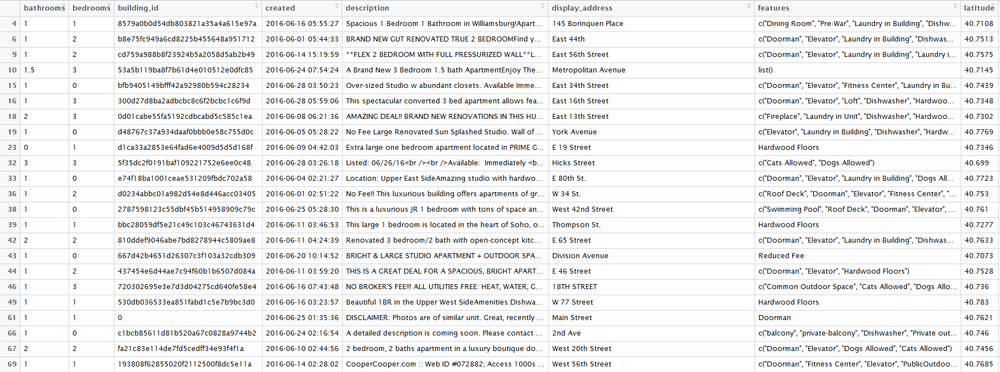 bathrooms bedrooms building_id created description display_address features latitude
4 1 1 8579a0b0d54db803821a35a4a615e97a 2016-06-16 05:55:27 Spacious 1 Bedroom 1 Bathroom in Williamsburg!Apart... 145 Borinquen Place c("Dining Room", "Pre-War", "Laundry in Building", "Dishw... 40.7108
6 1 2 b8e75fc949a6cd8225b455648a951712 2016-06-01 05:44:33 BRAND NEW GUT RENOVATED TRUE 2 BEDROOMFind y... East 44th c("Doorman", "Elevator", "Laundry in Building", "Dishwas... 40.7513
9 1 2 cd759a988b8f23924b5a2058d5ab2b49 2016-06-14 15:19:59 **FLEX 2 BEDROOM WITH FULL PRESSURIZED WALL**L... East 56th Street c("Doorman", "Elevator", "Laundry in Building", "Laundry i... 40.7575
10 1.5 3 53a5b119ba8f7b61d4e010512e0dfc85 2016-06-24 07:54:24 A Brand New 3 Bedroom 1.5 bath ApartmentEnjoy The... Metropolitan Avenue list() 40.7145
15 1 0 bfb9405149bfff42a92980b594c28234 2016-06-28 03:50:23 Over-sized Studio w abundant closets. Available Imme... East 34th Street c("Doorman", "Elevator", "Fitness Center", "Laundry in Bu... 40.7439
16 1 3 300d27d8ba2adbcbc8c6f2bcbc1c6f9d 2016-06-28 05:59:06 This spectacular converted 3 bed apartment allows fea... East 16th Street c("Doorman", "Elevator", "Loft", "Dishwasher", "Hardwoo... 40.7348
18 2 3 0d01cabe55fa5192cdbcabd5c585c1ea 2016-06-08 06:21:36 AMAZING DEAL!! BRAND NEW RENOVATIONS IN THIS HU... East 13th Street c("Fireplace", "Laundry in Unit", "Dishwasher", "Hardwoo... 40.7302
19 1 0 d48767c37a934daaf0bbb0e58c755d0c 2016-06-05 05:28:22 No Fee Large Renovated Sun Splashed Studio. Wall of ... York Avenue c("Elevator", "Laundry in Building", "Dishwasher", "Hardw... 40.7769
23 0 1 d1ca33a2853e64fad6e4009d5d5d168f 2016-06-09 04:42:03 Extra large one bedroom apartment located in PRIME G... E 19 Street Hardwood Floors 40.7346
32 3 3 5f35dc2f0191baf109221752e6ee0c48 2016-06-28 03:26:18 Listed: 06/26/16<br /><br />Available: Immediately <b... Hicks Street c("Cats Allowed", "Dogs Allowed") 40.699
33 1 0 e74f18ba1001ceae531209fbdc702a58 2016-06-04 02:21:27 Location: Upper East SideAmazing studio with hardwo... E 80th St. c("Doorman", "Elevator", "Laundry in Building", "Dogs All... 40.7723
36 1 2 d0234abbc01a982d54e8d446acc03405 2016-06-01 02:51:22 No Fee!! This luxurious building offers apartments of gr... W 34 St. c("Roof Deck", "Doorman", "Elevator", "Fitness Center", "... 40.753
38 1 0 2787598123c55dbf45b514958909c79c 2016-06-25 05:28:30 This is a luxurious JR 1 bedroom with tons of space an... West 42nd Street c("Swimming Pool", "Roof Deck", "Doorman", "Elevator", ... 40.761
39 1 1 bbc28059df5e21c49c103c46743631d4 2016-06-11 03:46:53 This large 1 bedroom is located in the heart of Soho, o... Thompson St. Hardwood Floors 40.7277
42 2 2 810ddef9046abe7bd8278944c5809ae8 2016-06-11 04:24:39 Renovated 3 bedroom/2 bath with open-concept kitc... E 65 Street c("Doorman", "Elevator", "Laundry in Building", "Dishwas... 40.7633
43 1 0 667d42b4651d26307c3f103a32cdb309 2016-06-20 10:14:52 BRIGHT & LARGE STUDIO APARTMENT + OUTDOOR SPA... Division Avenue Reduced Fee 40.7073
44 1 2 437454e6d44ae7c94f60b1b6507d084a 2016-06-11 03:59:20 THIS IS A GREAT DEAL FOR A SPACIOUS, BRIGHT APART... E 46 Street c("Doorman", "Elevator", "Hardwood Floors") 40.7528
46 1 3 720302695e3e7d3d04275cd640fe58e4 2016-06-16 07:43:48 NO BROKER'S FEE!!! ALL UTILITIES FREE: HEAT, WATER, G... 18TH STREET c("Common Outdoor Space", "Cats Allowed", "Dogs Allo... 40.736
49 1 1 530db036533ea851fabd1c5e7b9bc3d0 2016-06-16 03:23:57 Beautiful 1BR in the Upper West SideAmenities:Dishwa... W 77 Street Hardwood Floors 40.783
61 1 1 0 2016-06-25 01:35:36 DISCLAIMER: Photos are of similar unit. Great, recently ... Main Street Doorman 40.7621
66 1 0 c1bcb85611d81b520a67c0828a9744b2 2016-06-24 02:16:54 A detailed description is coming soon. Please contact ... 2nd Ave c("balcony", "private-balcony", "Dishwasher", "Private out... 40.746
67 2 2 fa21c83e114de7fd5cedff34e93f4f1a 2016-06-10 02:44:56 2 bedroom, 2 baths apartment in a luxury boutique do... West 20th Street c("Doorman", "Elevator", "Dogs Allowed", "Cats Allowed") 40.7456
69 1 1 193808f62855020f2112500f8dc5e11a 2016-06-14 02:28:02 CooperCooper.com :: Web ID #072882; Access 1000s ... West 56th Street c("Doorman", "Fitness Center", "Elevator", "PublicOutdoo... 40.7685